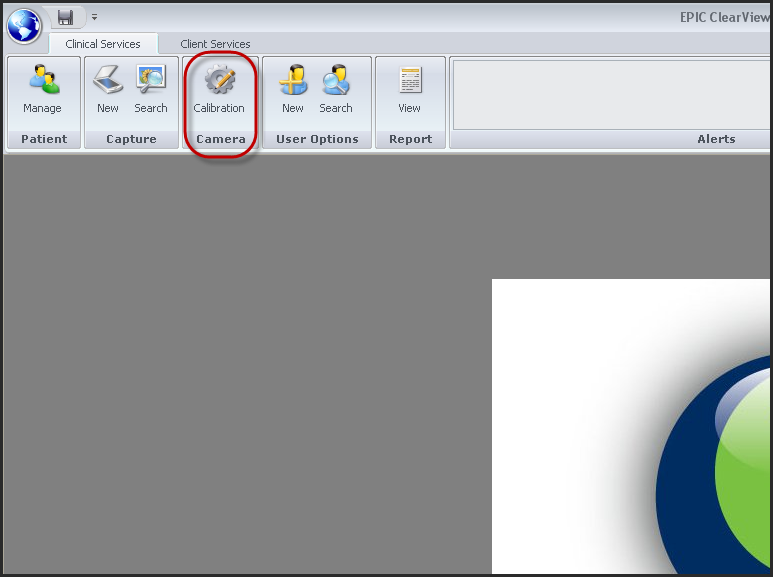 EPIC ClearView
Clinical Services Client Services
Manage New Search Calibration New Search View
Patient Capture Camera User Options Report Alerts